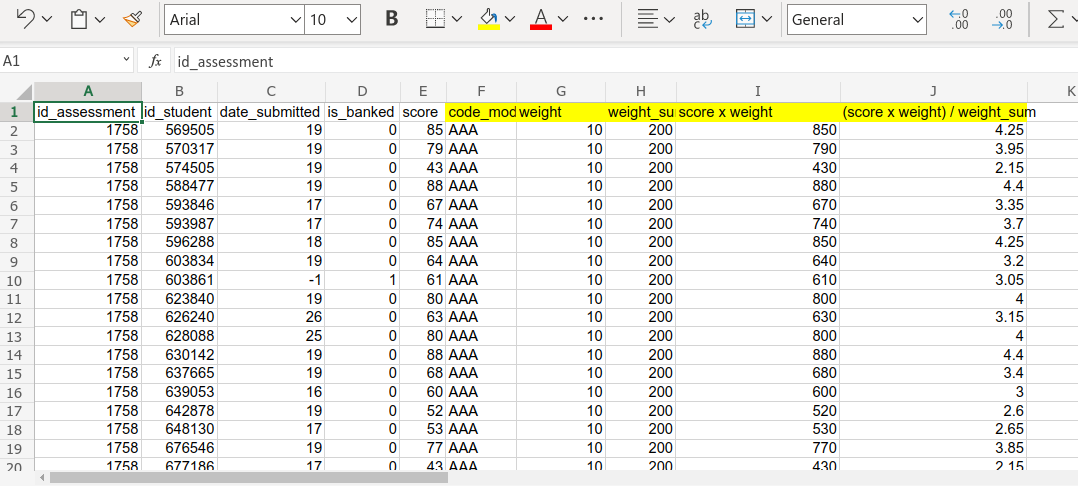 Arial 10 B A ... ab General ←0 .00 .00 →.0 Σ
A1 fx id_assessment
A B C D E F G H I J K
1 id_assessment id_student date_submitted is_banked score code_mod weight weight_su score x weight (score x weight) / weight_sum
2 1758 569505 19 0 85 AAA 10 200 850 4.25
3 1758 570317 19 0 79 AAA 10 200 790 3.95
4 1758 574505 19 0 43 AAA 10 200 430 2.15
5 1758 588477 19 0 88 AAA 10 200 880 4.4
6 1758 593846 17 0 67 AAA 10 200 670 3.35
7 1758 593987 17 0 74 AAA 10 200 740 3.7
8 1758 596288 18 0 85 AAA 10 200 850 4.25
9 1758 603834 19 0 64 AAA 10 200 640 3.2
10 1758 603861 -1 1 61 AAA 10 200 610 3.05
11 1758 623840 19 0 80 AAA 10 200 800 4
12 1758 626240 26 0 63 AAA 10 200 630 3.15
13 1758 628088 25 0 80 AAA 10 200 800 4
14 1758 630142 19 0 88 AAA 10 200 880 4.4
15 1758 637665 19 0 68 AAA 10 200 680 3.4
16 1758 639053 16 0 60 AAA 10 200 600 3
17 1758 642878 19 0 52 AAA 10 200 520 2.6
18 1758 648130 17 0 53 AAA 10 200 530 2.65
19 1758 676546 19 0 77 AAA 10 200 770 3.85
20 1758 677186 17 0 43 AAA 10 200 430 2.15